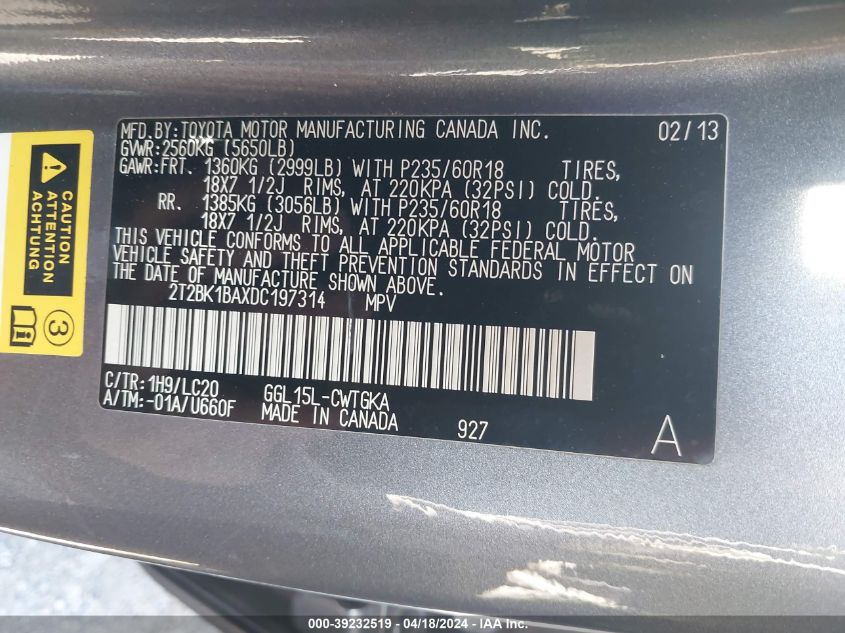 MFD.BY:TOYOTA MOTOR MANUFACTURING CANADA INC. 02/13
GVWR:2560KG (5650LB)
GAWR:FRT. 1360KG (2999LB) WITH P235/60R18 TIRES,
18X7 1/2J RIMS, AT 220KPA (32PSI) COLD.
RR. 1385KG (3056LB) WITH P235/60R18 TIRES,
18X7 1/2J RIMS, AT 220KPA (32PSI) COLD.
THIS VEHICLE CONFORMS TO ALL APPLICABLE FEDERAL MOTOR
VEHICLE SAFETY AND THEFT PREVENTION STANDARDS IN EFFECT ON
THE DATE OF MANUFACTURE SHOWN ABOVE.
2T2BK1BAXDC197314 MPV
C/TR:1H9/LC20 GGL15L-CWTGKA
A/TM:-01A/U660F MADE IN CANADA 927 A
CAUTION
ATTENTION
ACHTUNG
3
000-39232519 - 04/18/2024 - IAA Inc.